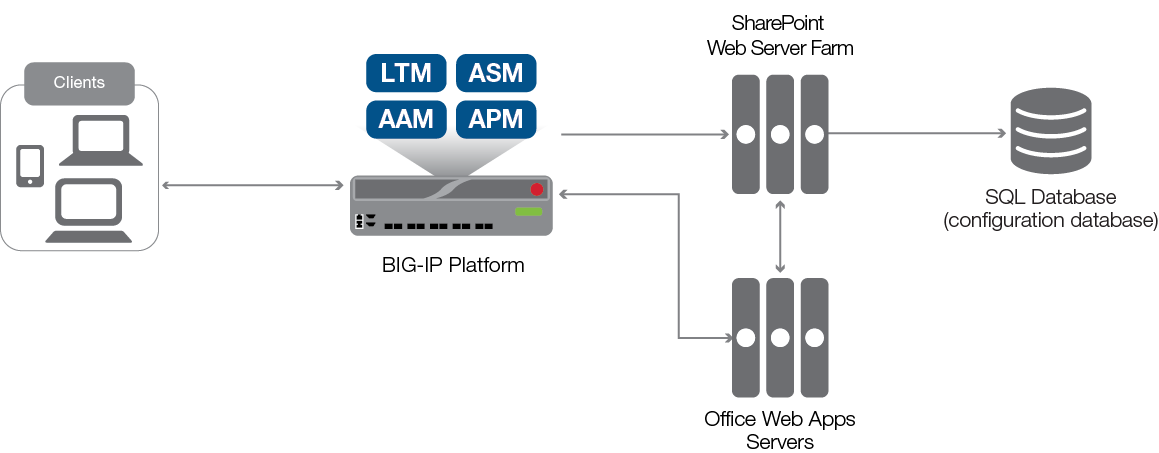 Clients
LTM
ASM
AAM
APM
BIG-IP Platform
SharePoint
Web Server Farm
SQL Database
(configuration database)
Office Web Apps
Servers